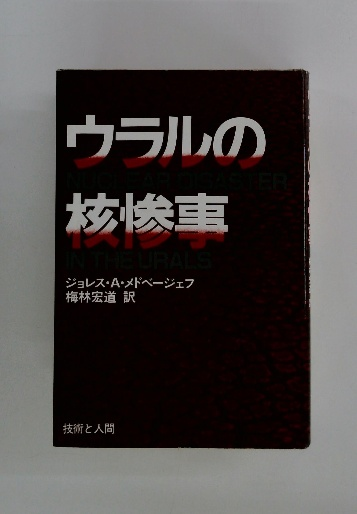 ウラルの
NUCLEAR DISASTER
核惨事
IN THE URALS
ジョレス・A・メドベージェフ
梅林宏道 訳
技術と人間